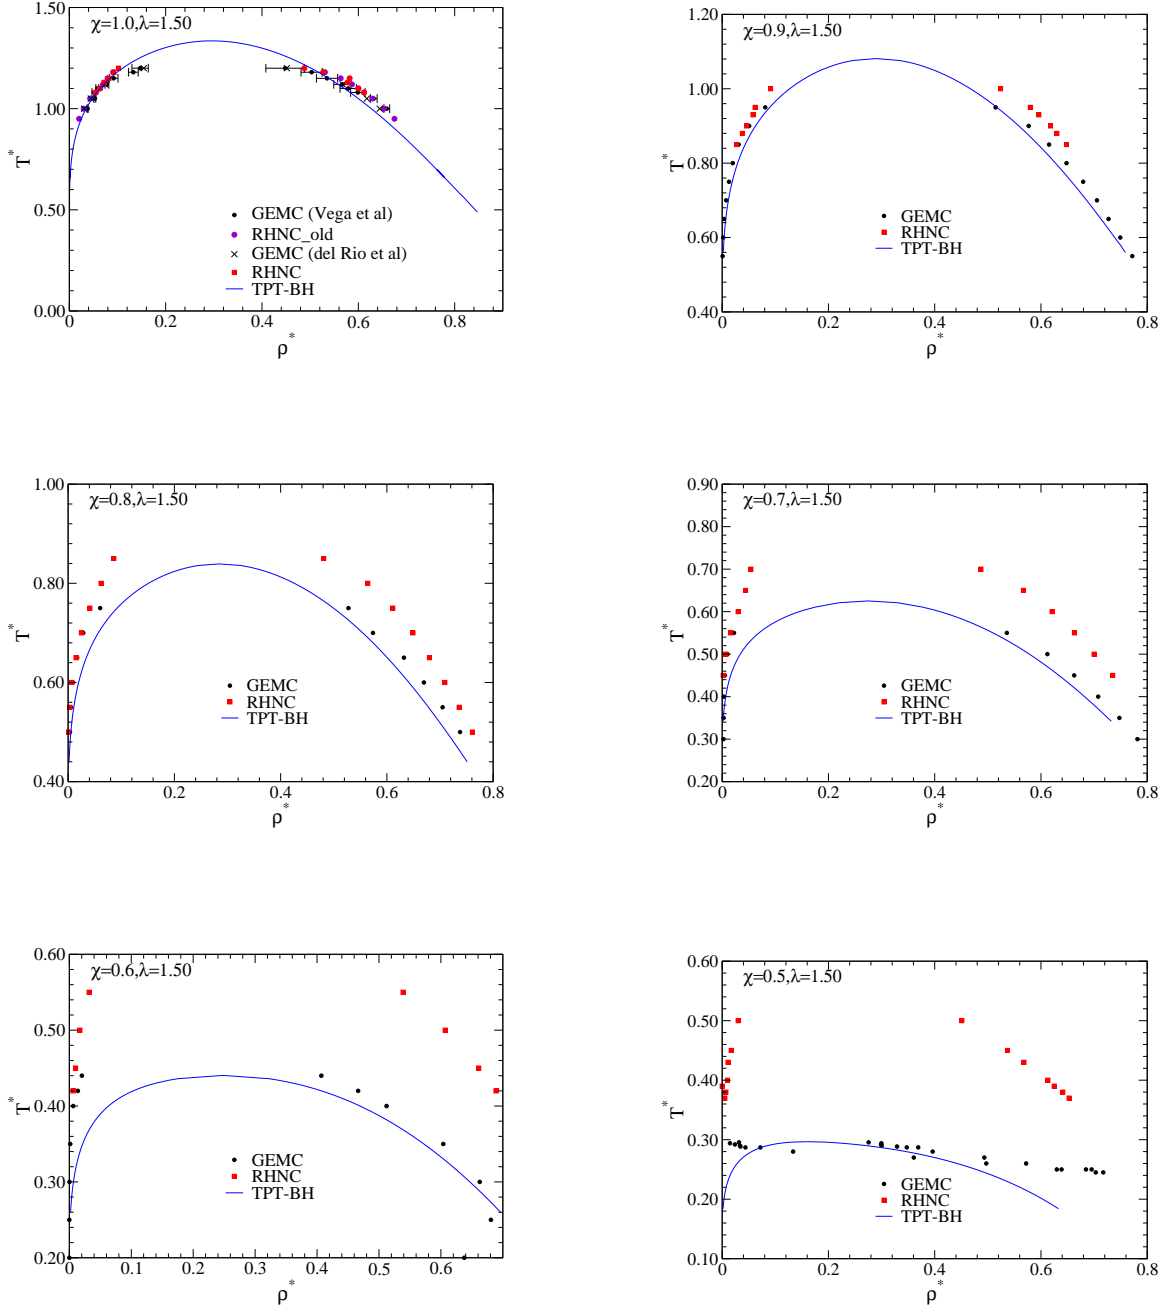 χ=1.0,λ=1.50
1.50
1.00
0.50
0.00
T*
0 0.2 0.4 0.6 0.8
ρ*
GEMC (Vega et al)
RHNC_old
GEMC (del Rio et al)
RHNC
TPT-BH
χ=0.9,λ=1.50
1.20
1.00
0.80
0.60
0.40
T*
0 0.2 0.4 0.6 0.8
ρ*
GEMC
RHNC
TPT-BH
χ=0.8,λ=1.50
1.00
0.80
0.60
0.40
T*
0 0.2 0.4 0.6 0.8
ρ*
GEMC
RHNC
TPT-BH
χ=0.7,λ=1.50
0.90
0.80
0.70
0.60
0.50
0.40
0.30
0.20
T*
0 0.2 0.4 0.6 0.8
ρ*
GEMC
RHNC
TPT-BH
χ=0.6,λ=1.50
0.60
0.50
0.40
0.30
0.20
T*
0 0.1 0.2 0.3 0.4 0.5 0.6
ρ*
GEMC
RHNC
TPT-BH
χ=0.5,λ=1.50
0.60
0.50
0.40
0.30
0.20
0.10
T*
0 0.2 0.4 0.6 0.8
ρ*
GEMC
RHNC
TPT-BH